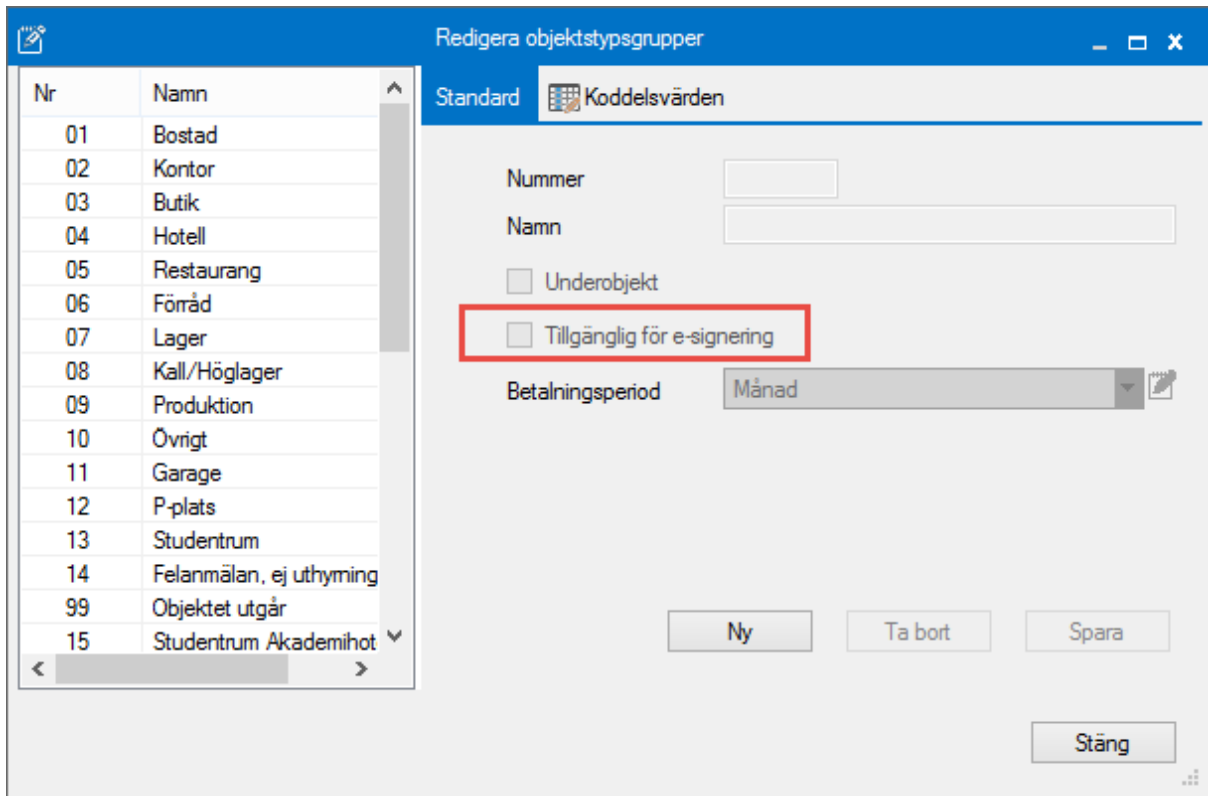 Redigera objektstypsgrupper
Nr Namn
01 Bostad
02 Kontor
03 Butik
04 Hotell
05 Restaurang
06 Förråd
07 Lager
08 Kall/Höglager
09 Produktion
10 Övrigt
11 Garage
12 P-plats
13 Studentrum
14 Felanmälan, ej uthyrning
99 Objektet utgår
15 Studentrum Akademihot
Standard Koddelsvärden
Nummer
Namn
Underobjekt
Tillgänglig för e-signering
Betalningsperiod Månad
Ny Ta bort Spara
Stäng